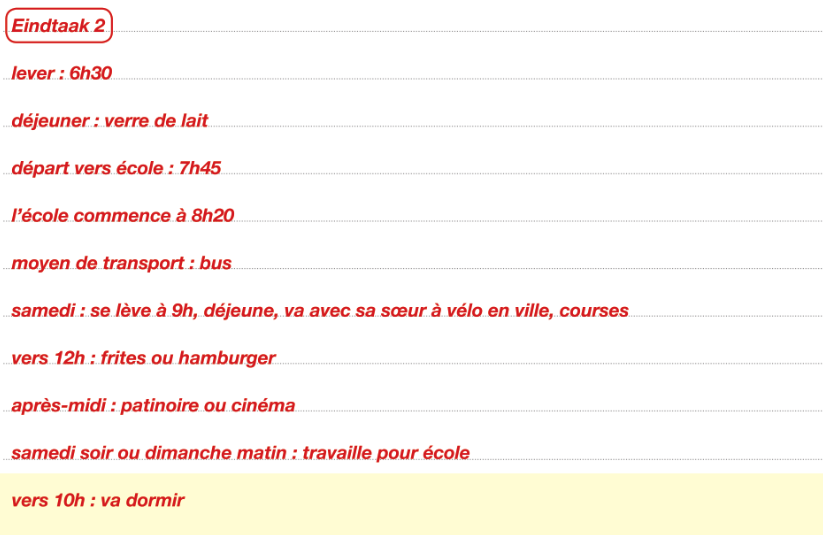 Eindtaak 2
lever : 6h30
déjeuner : verre de lait
départ vers école : 7h45
l’école commence à 8h20
moyen de transport : bus
samedi : se lève à 9h, déjeune, va avec sa sœur à vélo en ville, courses
vers 12h : frites ou hamburger
après-midi : patinoire ou cinéma
samedi soir ou dimanche matin : travaille pour école
vers 10h : va dormir